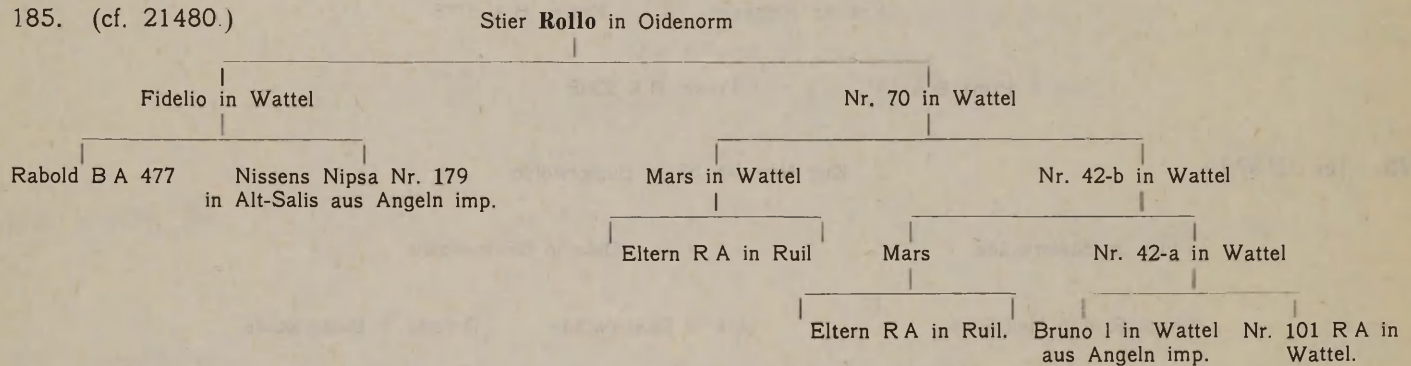 185. (cf. 21480.) Stier Rollo in Oidenorm
Fidelio in Wattel Nr. 70 in Wattel
Rabold B A 477 Nissens Nipsa Nr. 179 Mars in Wattel Nr. 42-b in Wattel
in Alt-Salis aus Angeln imp.
Eltern R A in Ruil Mars Nr. 42-a in Wattel
Eltern R A in Ruil. Bruno I in Wattel Nr. 101 R A in
aus Angeln imp. Wattel.